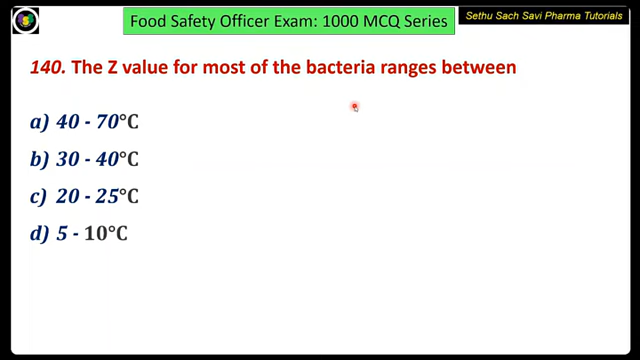 Food Safety Officer Exam: 1000 MCQ Series
Sethu Sach Savi Pharma Tutorials
140. The Z value for most of the bacteria ranges between
a) 40 - 70°C
b) 30 - 40°C
c) 20 - 25°C
d) 5 - 10°C